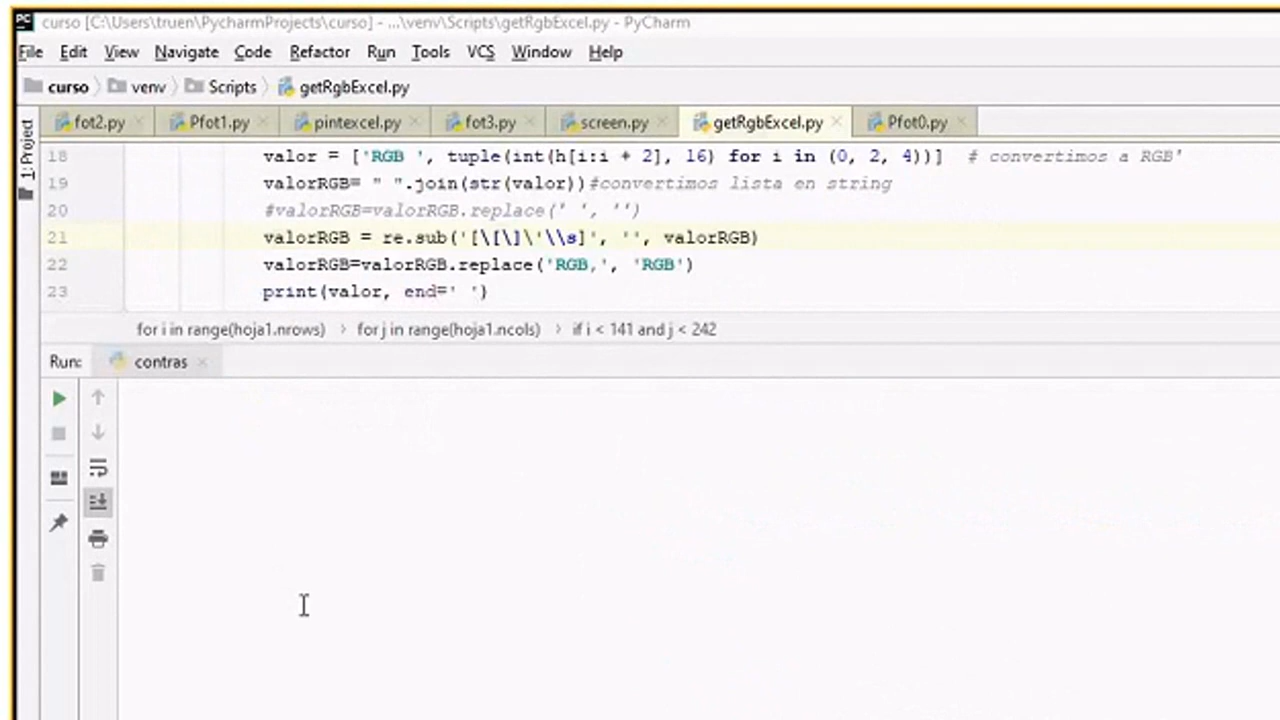 PC curso [C:\Users\truen\PycharmProjects\curso] - ...\venv\Scripts\getRgbExcel.py - PyCharm
File Edit View Navigate Code Refactor Run Tools VCS Window Help
curso venv Scripts getRgbExcel.py
fot2.py Pfot1.py pintexcel.py fot3.py screen.py getRgbExcel.py Pfot0.py
1: Project
18 valor = ['RGB ', tuple(int(h[i:i + 2], 16) for i in (0, 2, 4))] # convertimos a RGB'
19 valorRGB= " ".join(str(valor))#convertimos lista en string
20 #valorRGB=valorRGB.replace(' ', '')
21 valorRGB = re.sub('[\[\]\'\\s]', '', valorRGB)
22 valorRGB=valorRGB.replace('RGB,', 'RGB')
23 print(valor, end=' ')
for i in range(hoja1.nrows) for j in range(hoja1.ncols) if i < 141 and j < 242
Run: contras